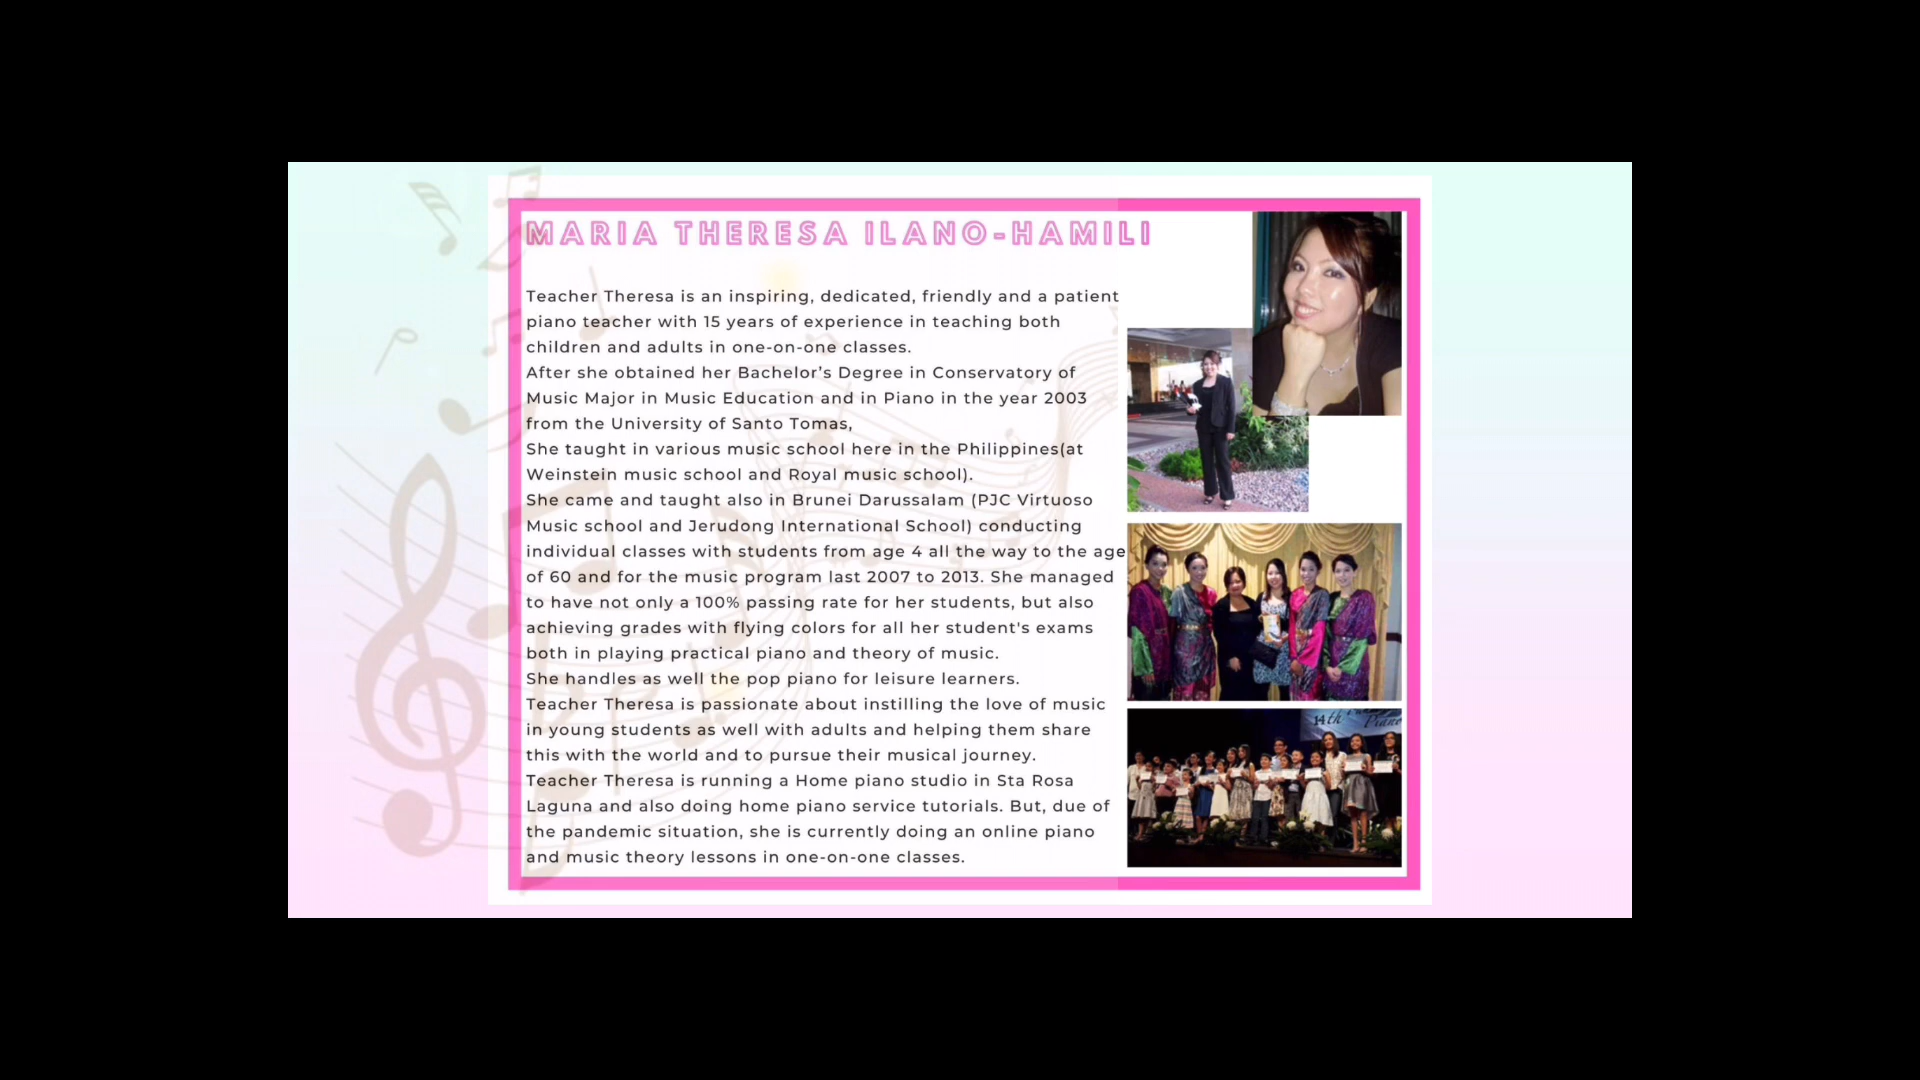 MARIA THERESA ILANO-HAMILI
Teacher Theresa is an inspiring, dedicated, friendly and a patient
piano teacher with 15 years of experience in teaching both
children and adults in one-on-one classes.
After she obtained her Bachelor’s Degree in Conservatory of
Music Major in Music Education and in Piano in the year 2003
from the University of Santo Tomas,
She taught in various music school here in the Philippines(at
Weinstein music school and Royal music school).
She came and taught also in Brunei Darussalam (PJC Virtuoso
Music school and Jerudong International School) conducting
individual classes with students from age 4 all the way to the age
of 60 and for the music program last 2007 to 2013. She managed
to have not only a 100% passing rate for her students, but also
achieving grades with flying colors for all her student's exams
both in playing practical piano and theory of music.
She handles as well the pop piano for leisure learners.
Teacher Theresa is passionate about instilling the love of music
in young students as well with adults and helping them share
this with the world and to pursue their musical journey.
Teacher Theresa is running a Home piano studio in Sta Rosa
Laguna and also doing home piano service tutorials. But, due of
the pandemic situation, she is currently doing an online piano
and music theory lessons in one-on-one classes.
14th
Piano